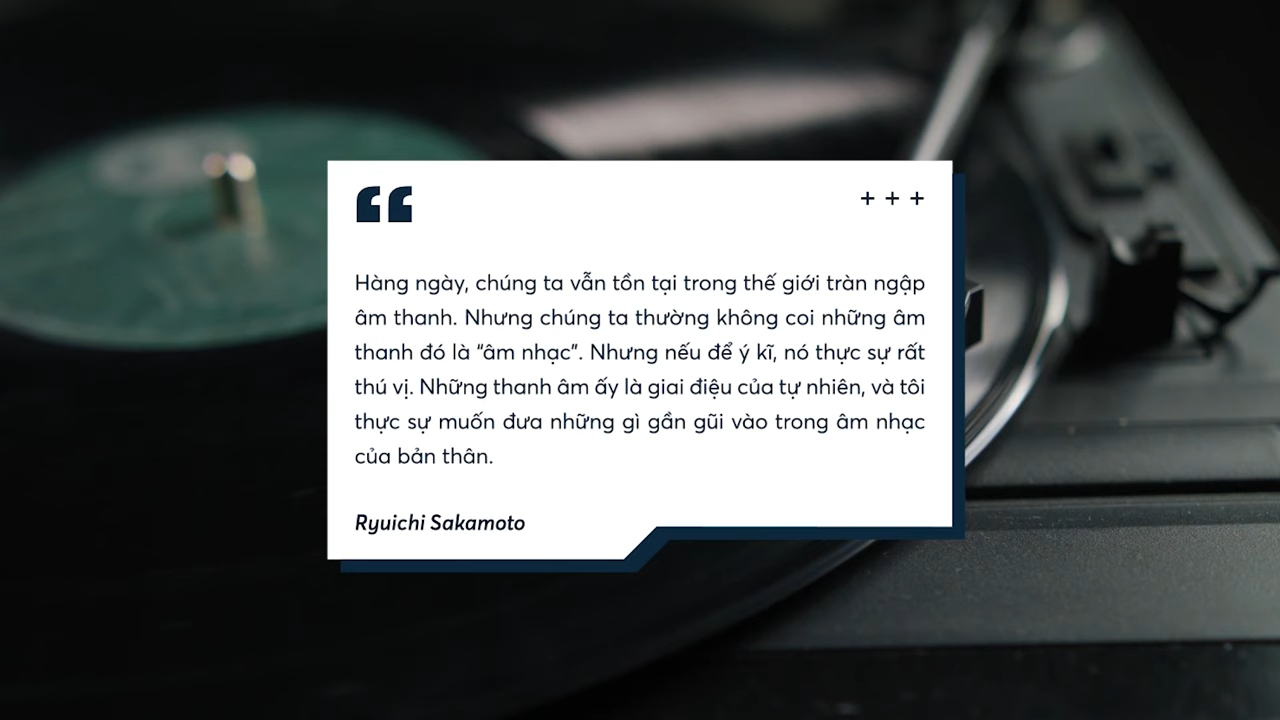 “
+ + +
Hàng ngày, chúng ta vẫn tồn tại trong thế giới tràn ngập
âm thanh. Nhưng chúng ta thường không coi những âm
thanh đó là “âm nhạc”. Nhưng nếu để ý kĩ, nó thực sự rất
thú vị. Những thanh âm ấy là giai điệu của tự nhiên, và tôi
thực sự muốn đưa những gì gần gũi vào trong âm nhạc
của bản thân.
Ryuichi Sakamoto